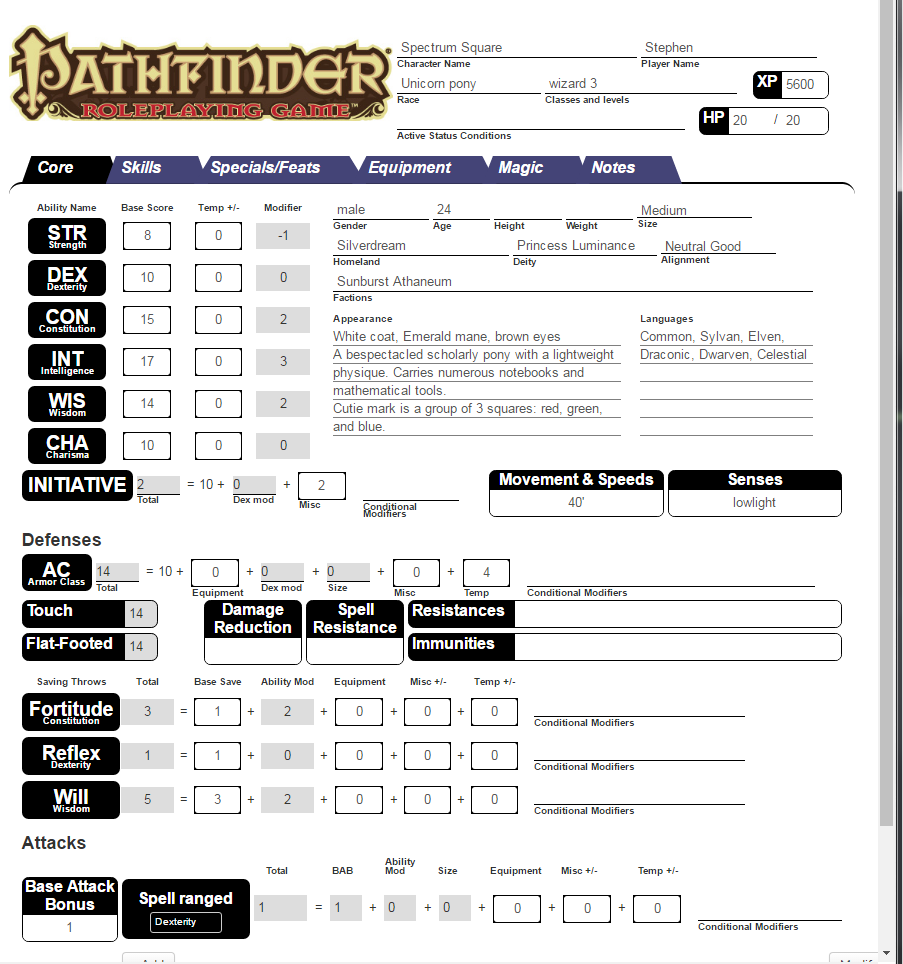 PATHFINDER
ROLEPLAYING GAME™
Spectrum Square Stephen
Character Name Player Name
Unicorn pony wizard 3 XP 5600
Race Classes and levels
HP 20 / 20
Active Status Conditions
Core Skills Specials/Feats Equipment Magic Notes
Ability Name Base Score Temp +/- Modifier
STR Strength 8 0 -1
DEX Dexterity 10 0 0
CON Constitution 15 0 2
INT Intelligence 17 0 3
WIS Wisdom 14 0 2
CHA Charisma 10 0 0
male 24 Medium
Gender Age Height Weight Size
Silverdream Princess Luminance Neutral Good
Homeland Deity Alignment
Sunburst Athaneum
Factions
Appearance
White coat, Emerald mane, brown eyes
A bespectacled scholarly pony with a lightweight
physique. Carries numerous notebooks and
mathematical tools.
Cutie mark is a group of 3 squares: red, green,
and blue.
Languages
Common, Sylvan, Elven,
Draconic, Dwarven, Celestial
INITIATIVE 2 = 10 + 0 + 2
Total Dex mod Misc Conditional Modifiers
Movement & Speeds Senses
40' lowlight
Defenses
AC Armor Class 14 = 10 + 0 + 0 + 0 + 0 + 4
Total Equipment Dex mod Size Misc Temp Conditional Modifiers
Touch 14
Flat-Footed 14
Damage Reduction
Spell Resistance
Resistances
Immunities
Saving Throws Total Base Save Ability Mod Equipment Misc +/- Temp +/-
Fortitude Constitution 3 = 1 + 2 + 0 + 0 + 0
Conditional Modifiers
Reflex Dexterity 1 = 1 + 0 + 0 + 0 + 0
Conditional Modifiers
Will Wisdom 5 = 3 + 2 + 0 + 0 + 0
Conditional Modifiers
Attacks
Total BAB Ability Mod Size Equipment Misc +/- Temp +/-
Base Attack Bonus
1
Spell ranged
Dexterity
1 = 1 + 0 + 0 + 0 + 0 + 0
Conditional Modifiers